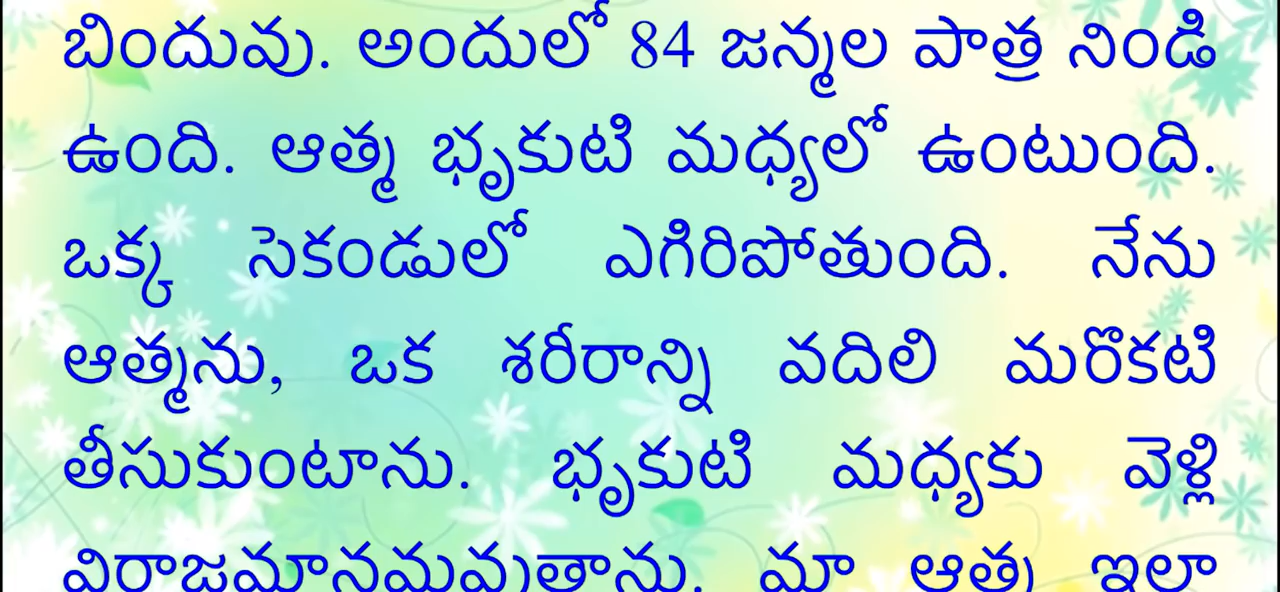 బిందువు. అందులో 84 జన్మల పాత్ర నిండి
ఉంది. ఆత్మ భృకుటి మధ్యలో ఉంటుంది.
ఒక్క సెకండులో ఎగిరిపోతుంది. నేను
ఆత్మను, ఒక శరీరాన్ని వదిలి మరొకటి
తీసుకుంటాను. భృకుటి మధ్యకు వెళ్లి
విరాజమానమవుతాను. మా ఆత్మ ఇలా